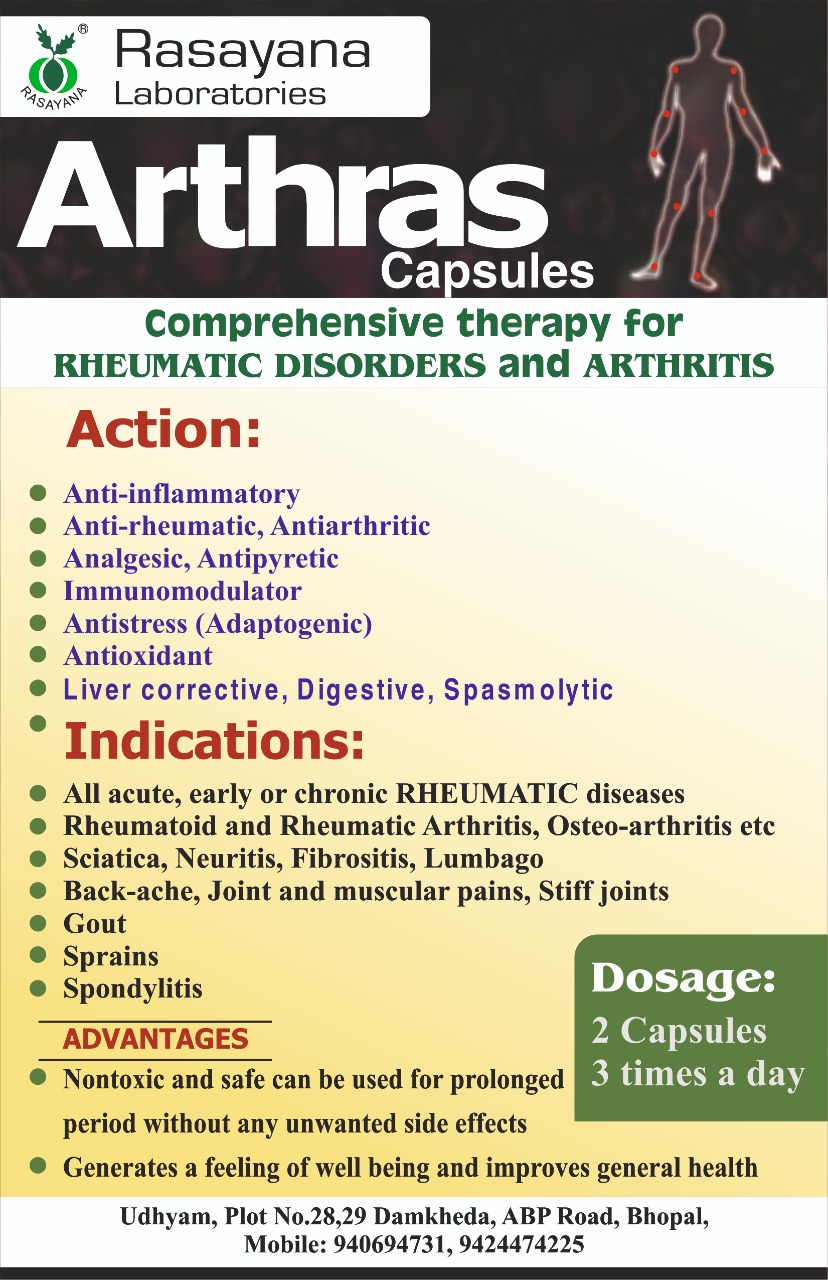 ®
RASAYANA
Rasayana
Laboratories
Arthras
Capsules
Comprehensive therapy for
RHEUMATIC DISORDERS and ARTHRITIS
Action:
Anti-inflammatory
Anti-rheumatic, Antiarthritic
Analgesic, Antipyretic
Immunomodulator
Antistress (Adaptogenic)
Antioxidant
Liver corrective, Digestive, Spasmolytic
Indications:
All acute, early or chronic RHEUMATIC diseases
Rheumatoid and Rheumatic Arthritis, Osteo-arthritis etc
Sciatica, Neuritis, Fibrositis, Lumbago
Back-ache, Joint and muscular pains, Stiff joints
Gout
Sprains
Spondylitis
Dosage:
2 Capsules
3 times a day
ADVANTAGES
Nontoxic and safe can be used for prolonged
period without any unwanted side effects
Generates a feeling of well being and improves general health
Udhyam, Plot No.28,29 Damkheda, ABP Road, Bhopal,
Mobile: 940694731, 9424474225